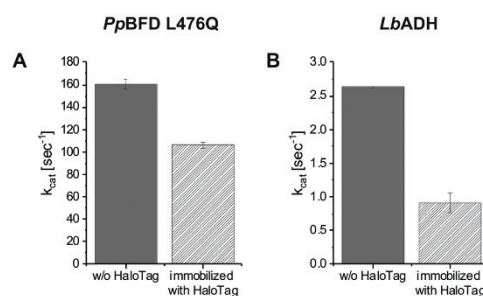 PpBFD L476Q
LbADH
A
B
180
160
140
120
100
80
60
40
20
0
kcat [sec⁻¹]
w/o HaloTag
immobilized
with HaloTag
3.0
2.5
2.0
1.5
1.0
0.5
0.0
kcat [sec⁻¹]
w/o HaloTag
immobilized
with HaloTag